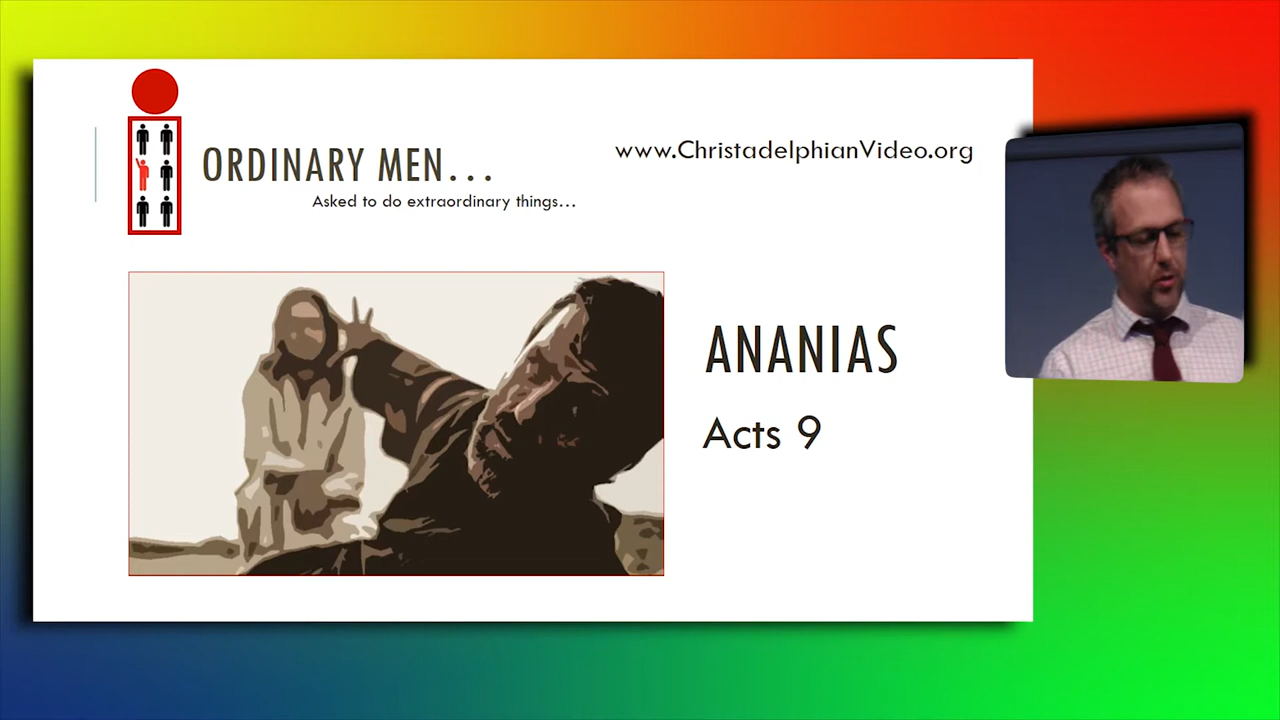 ORDINARY MEN...
www.ChristadelphianVideo.org
Asked to do extraordinary things...
ANANIAS
Acts 9